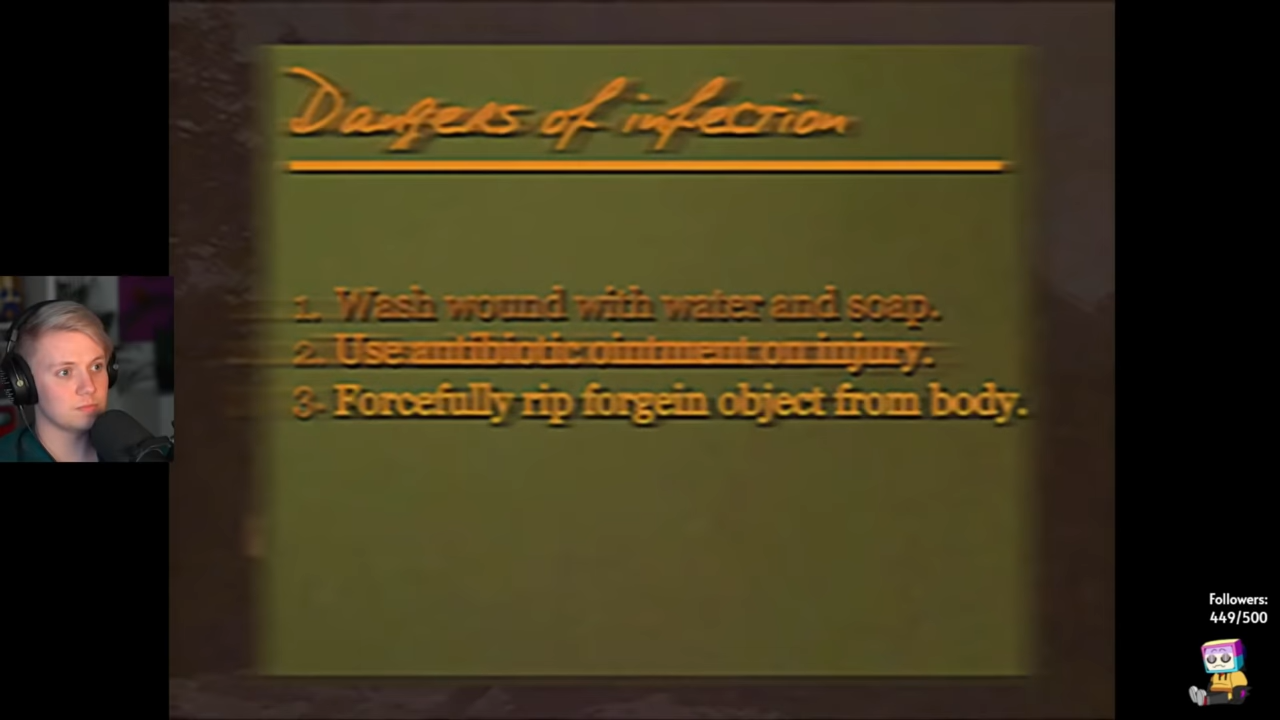 Dangers of infection
1. Wash wound with water and soap.
2. Use antibiotic ointment on injury.
3- Forcefully rip forgein object from body.
Followers:
449/500